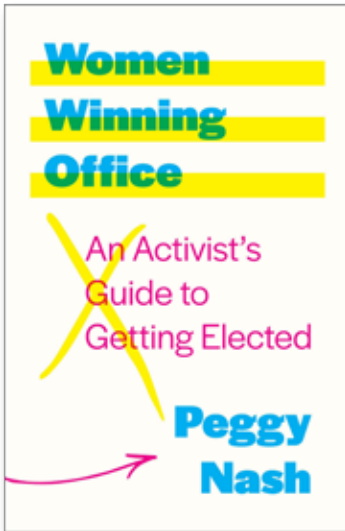 Women
Winning
Office
An Activist's
Guide to
Getting Elected
Peggy
Nash